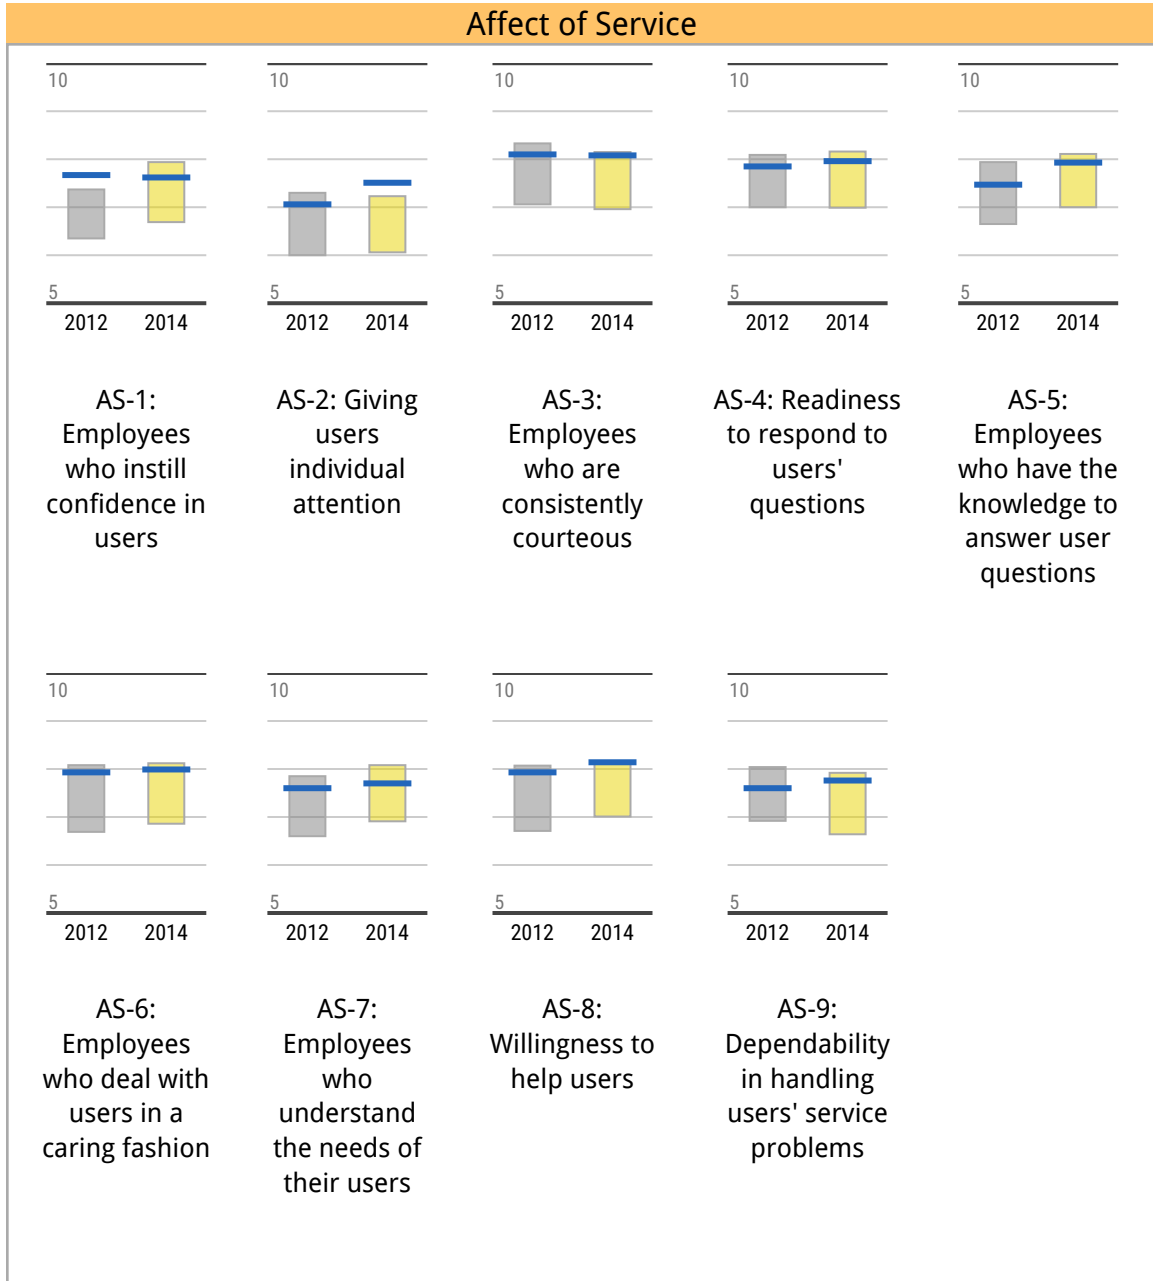 Affect of Service
10
10
10
10
10
5
5
5
5
5
2012 2014
2012 2014
2012 2014
2012 2014
2012 2014
AS-1:
Employees
who instill
confidence in
users
AS-2: Giving
users
individual
attention
AS-3:
Employees
who are
consistently
courteous
AS-4: Readiness
to respond to
users'
questions
AS-5:
Employees
who have the
knowledge to
answer user
questions
10
10
10
10
5
5
5
5
2012 2014
2012 2014
2012 2014
2012 2014
AS-6:
Employees
who deal with
users in a
caring fashion
AS-7:
Employees
who
understand
the needs of
their users
AS-8:
Willingness to
help users
AS-9:
Dependability
in handling
users' service
problems